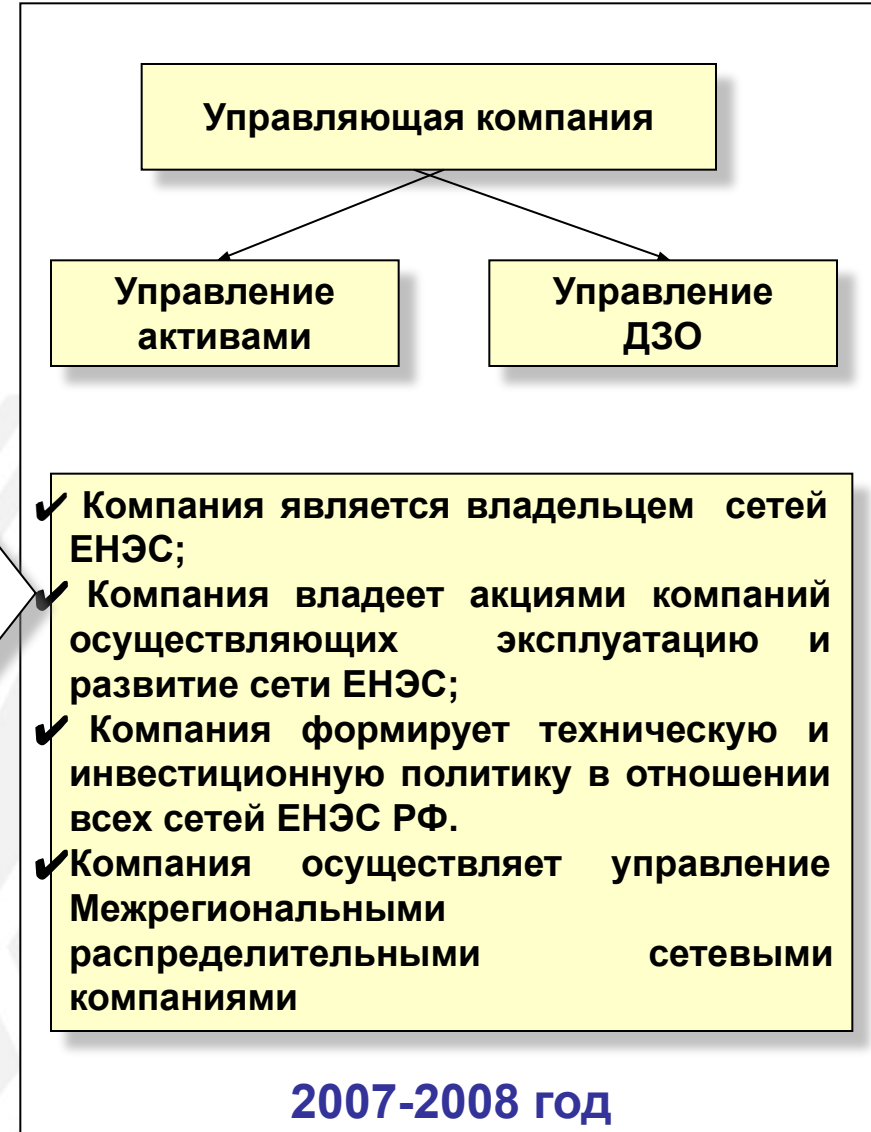 Управляющая компания
Управление
активами
Управление
ДЗО
✔ Компания является владельцем сетей
ЕНЭС;
✔ Компания владеет акциями компаний
осуществляющих эксплуатацию и
развитие сети ЕНЭС;
✔ Компания формирует техническую и
инвестиционную политику в отношении
всех сетей ЕНЭС РФ.
✔Компания осуществляет управление
Межрегиональными
распределительными сетевыми
компаниями
2007-2008 год